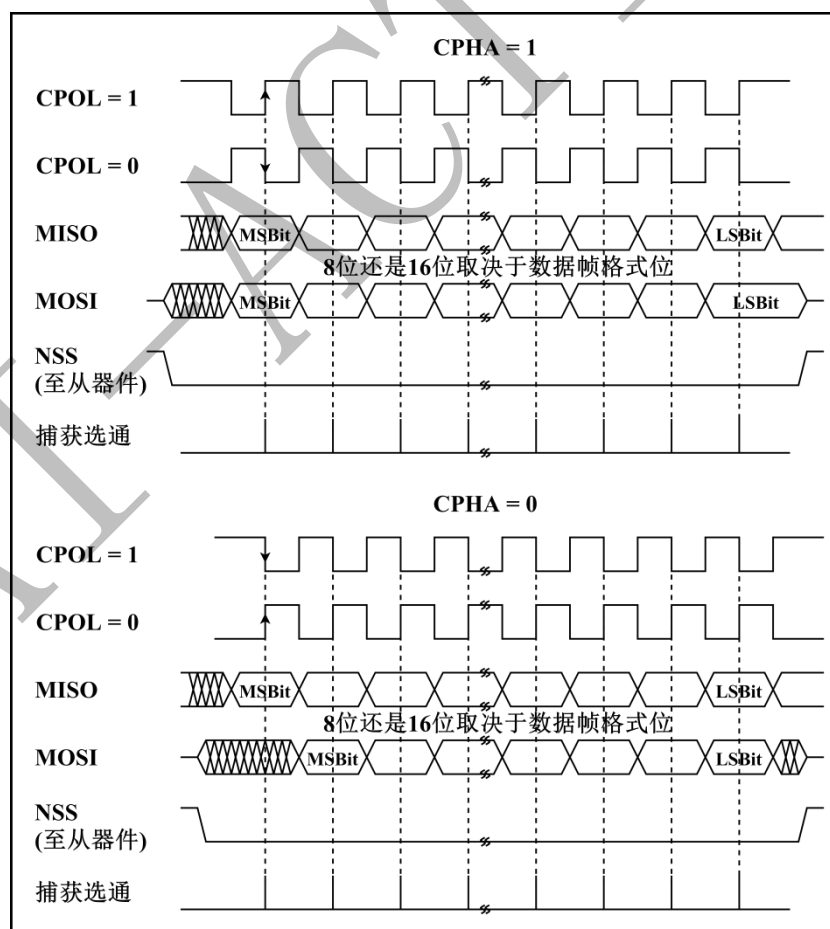 CPHA = 1
CPOL = 1
CPOL = 0
MISO
MSBit
LSBit
8位还是16位取决于数据帧格式位
MOSI
MSBit
LSBit
NSS
(至从器件)
捕获选通
CPHA = 0
CPOL = 1
CPOL = 0
MISO
MSBit
LSBit
8位还是16位取决于数据帧格式位
MOSI
MSBit
LSBit
NSS
(至从器件)
捕获选通